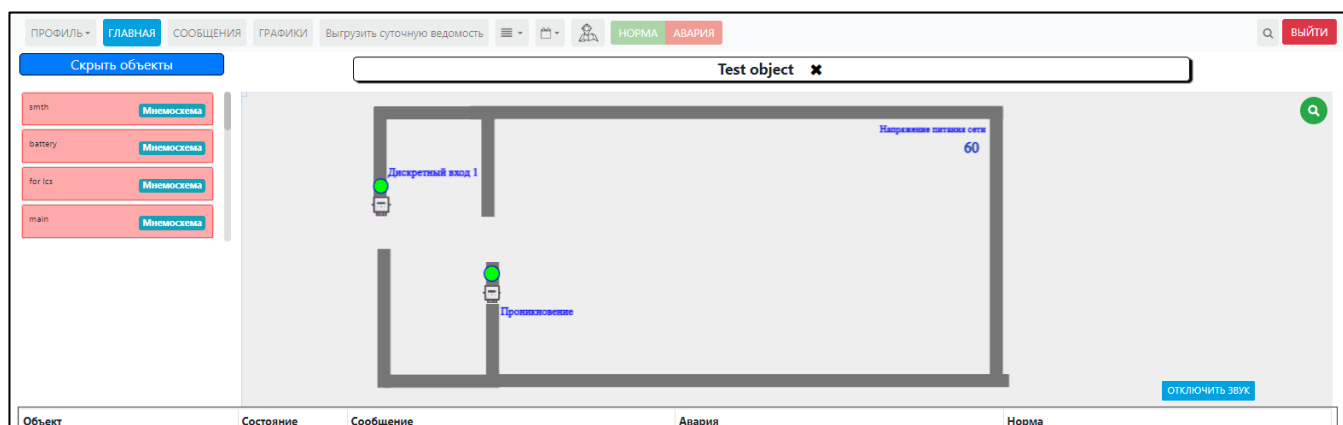 ПРОФИЛЬ ГЛАВНАЯ СООБЩЕНИЯ ГРАФИКИ Выгрузить суточную ведомость НОРМА АВАРИЯ ВЫЙТИ
Скрыть объекты
Test object ✖
smth Мнемосхема
battery Мнемосхема
for lcs Мнемосхема
main Мнемосхема
Напряжение питания сети
60
Дискретный вход 1
Проникновение
ОТКЛЮЧИТЬ ЗВУК
Объект Состояние Сообщение Авария Норма